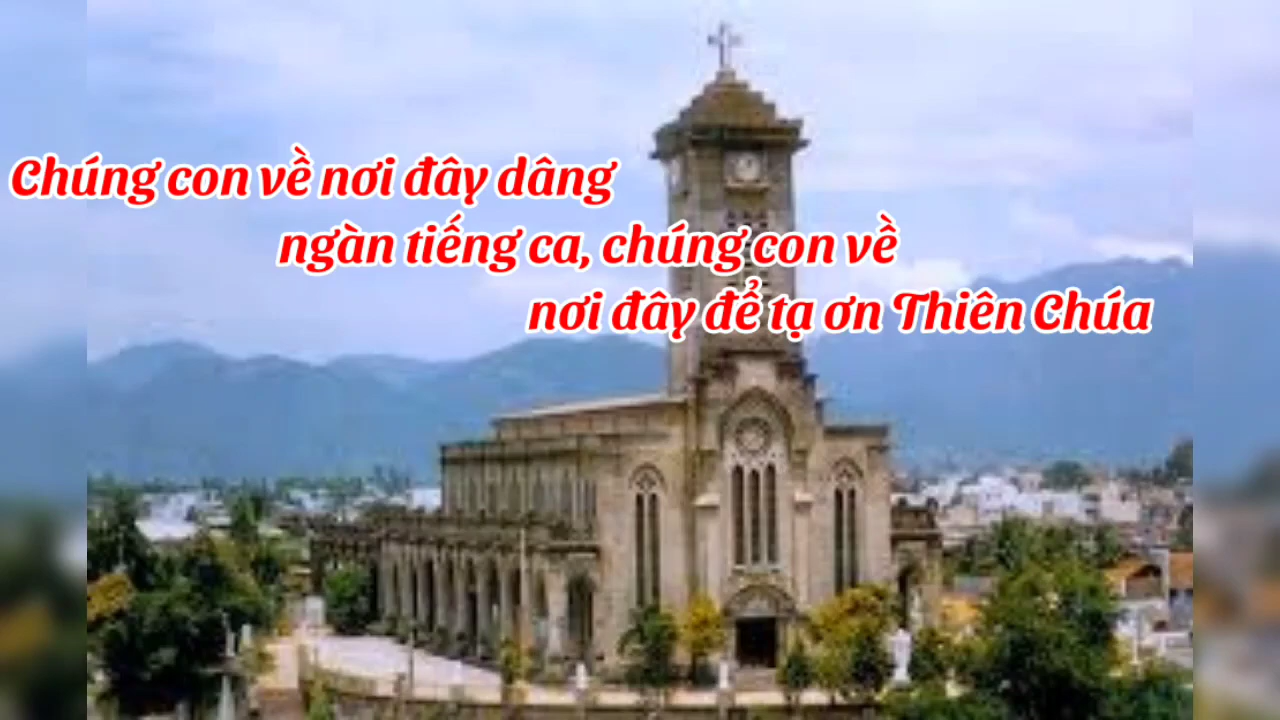 Chúng con về nơi đây dâng
ngàn tiếng ca, chúng con về
nơi đây để tạ ơn Thiên Chúa